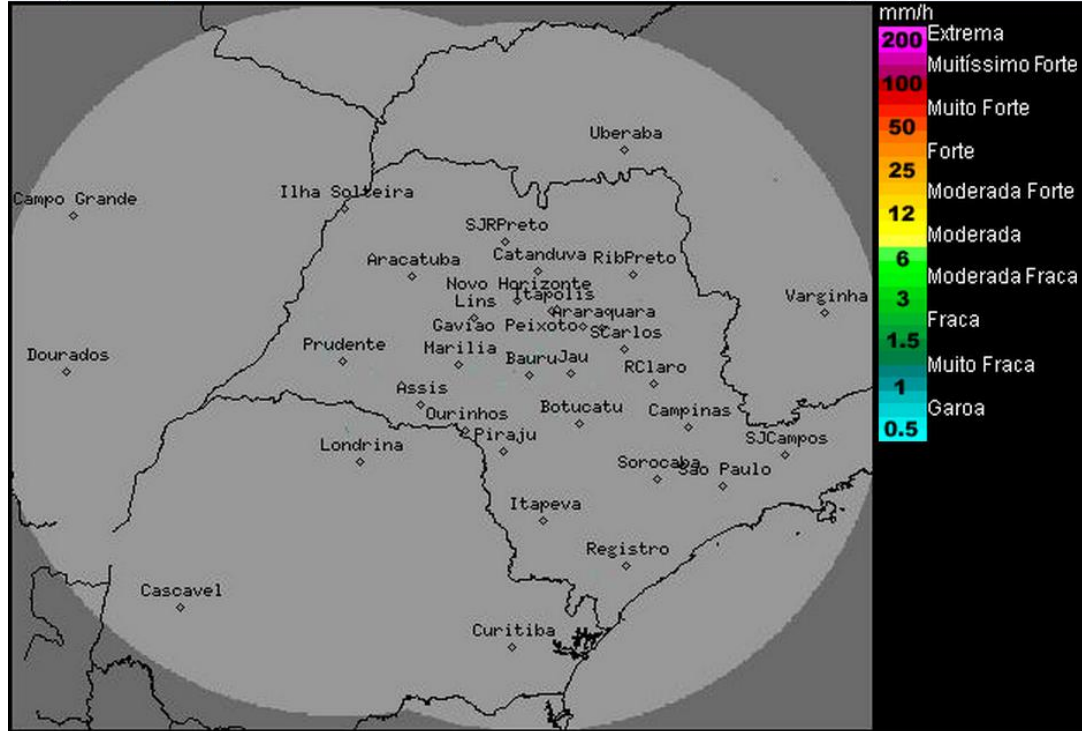 mm/h
200 Extrema
Muitíssimo Forte
100
Muito Forte
50
Forte
25
Moderada Forte
12
Moderada
6
Moderada Fraca
3
Fraca
1.5
Muito Fraca
1
Garoa
0.5
Uberaba
Campo Grande
Ilha Solteira
SJRPreto
Aracatuba
Catanduva
RibPreto
Novo Horizonte
Itapolis
Lins
Varginha
Araraquara
Gaviao Peixoto
SCarlos
Prudente
Marilia
Dourados
Bauru
Jau
RClaro
Assis
Ourinhos
Botucatu
Campinas
Piraju
SJCampos
Londrina
Sorocaba
Sao Paulo
Itapeva
Registro
Cascavel
Curitiba